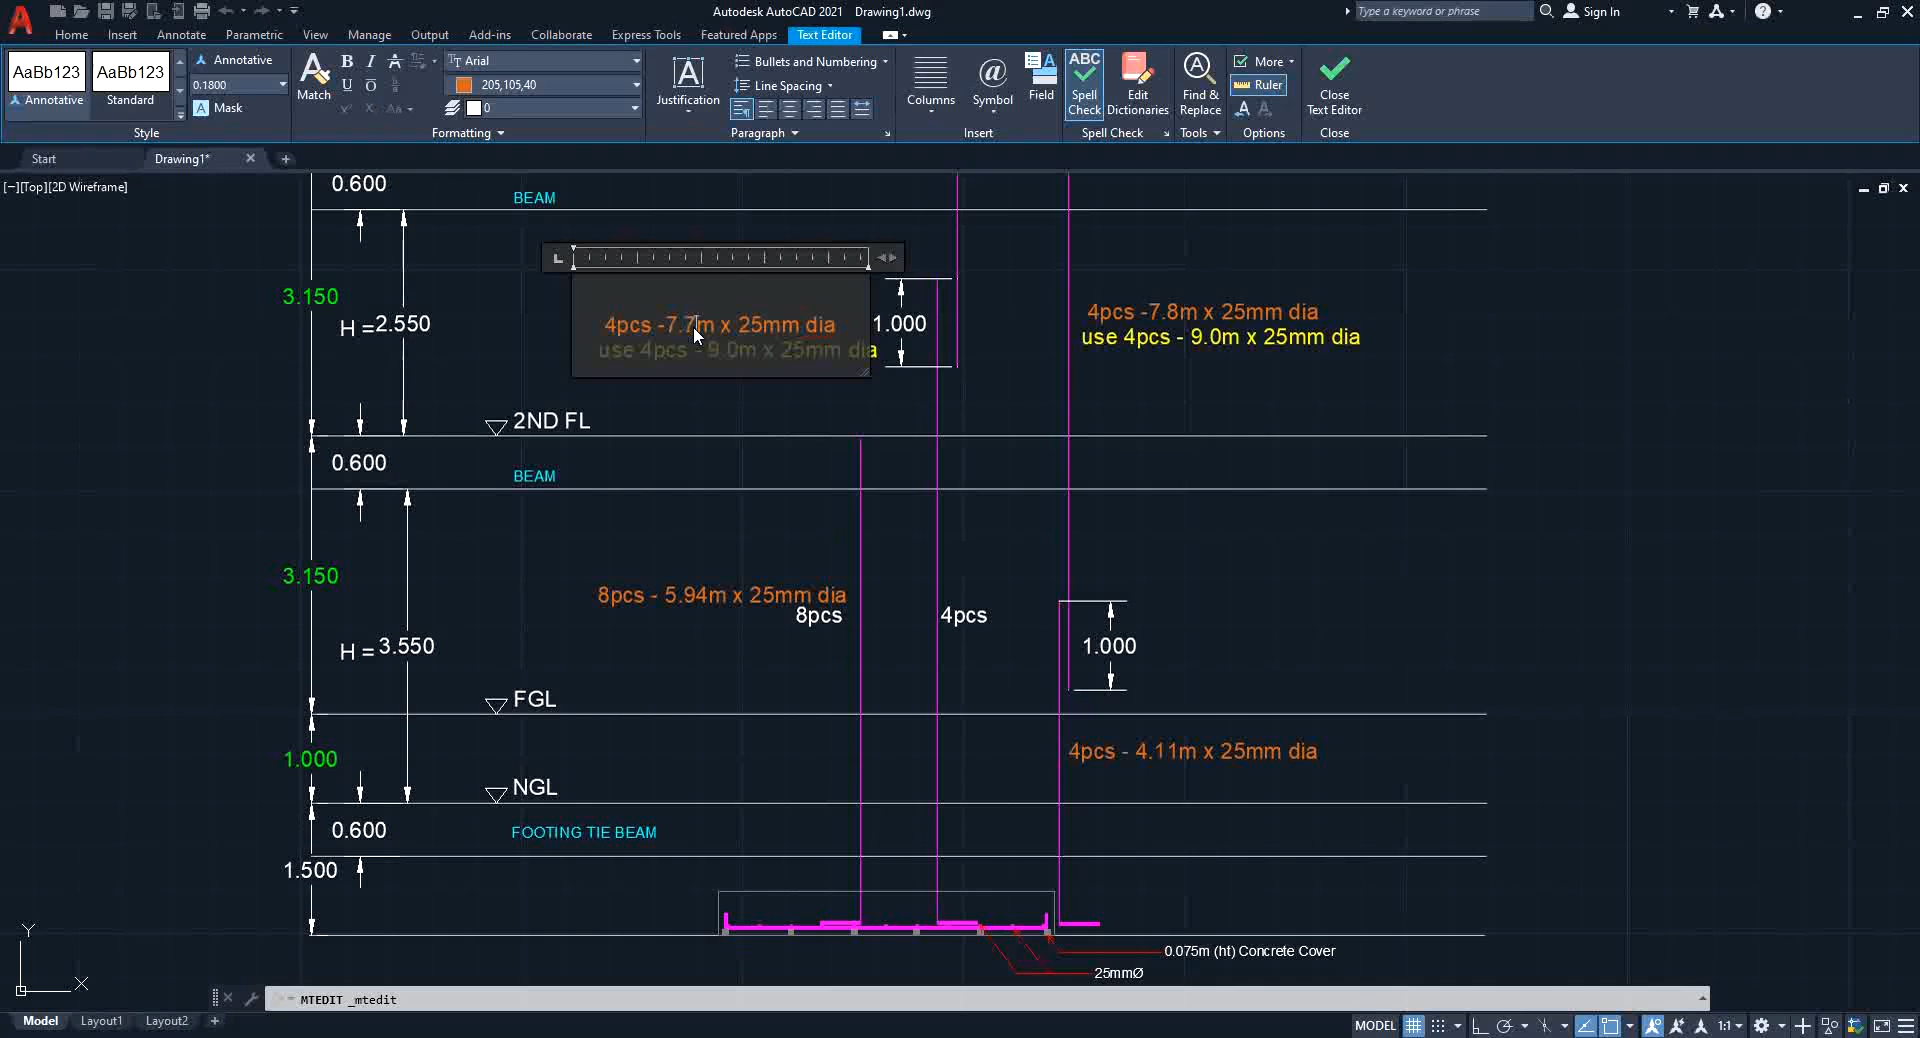 Autodesk AutoCAD 2021 Drawing1.dwg
Type a keyword or phrase
Sign In
Home Insert Annotate Parametric View Manage Output Add-ins Collaborate Express Tools Featured Apps Text Editor
AaBb123 AaBb123
Annotative Standard
Annotative
0.1800
Mask
Style
Match
Arial
205,105,40
0
Formatting
Justification
Bullets and Numbering
Line Spacing
Paragraph
Columns
Symbol
Field
Insert
ABC
Spell
Check
Edit
Dictionaries
Spell Check
Find &
Replace
Tools
More
Ruler
Options
Close
Text Editor
Close
Start Drawing1*
[−][Top][2D Wireframe]
0.600
BEAM
3.150
H = 2.550
4pcs -7.7m x 25mm dia
use 4pcs - 9.0m x 25mm dia
1.000
4pcs -7.8m x 25mm dia
use 4pcs - 9.0m x 25mm dia
2ND FL
0.600
BEAM
3.150
8pcs - 5.94m x 25mm dia
8pcs 4pcs
H = 3.550
1.000
FGL
1.000
4pcs - 4.11m x 25mm dia
NGL
0.600
FOOTING TIE BEAM
1.500
0.075m (ht) Concrete Cover
25mmØ
Y
X
MTEDIT _mtedit
Model Layout1 Layout2
MODEL
1:1